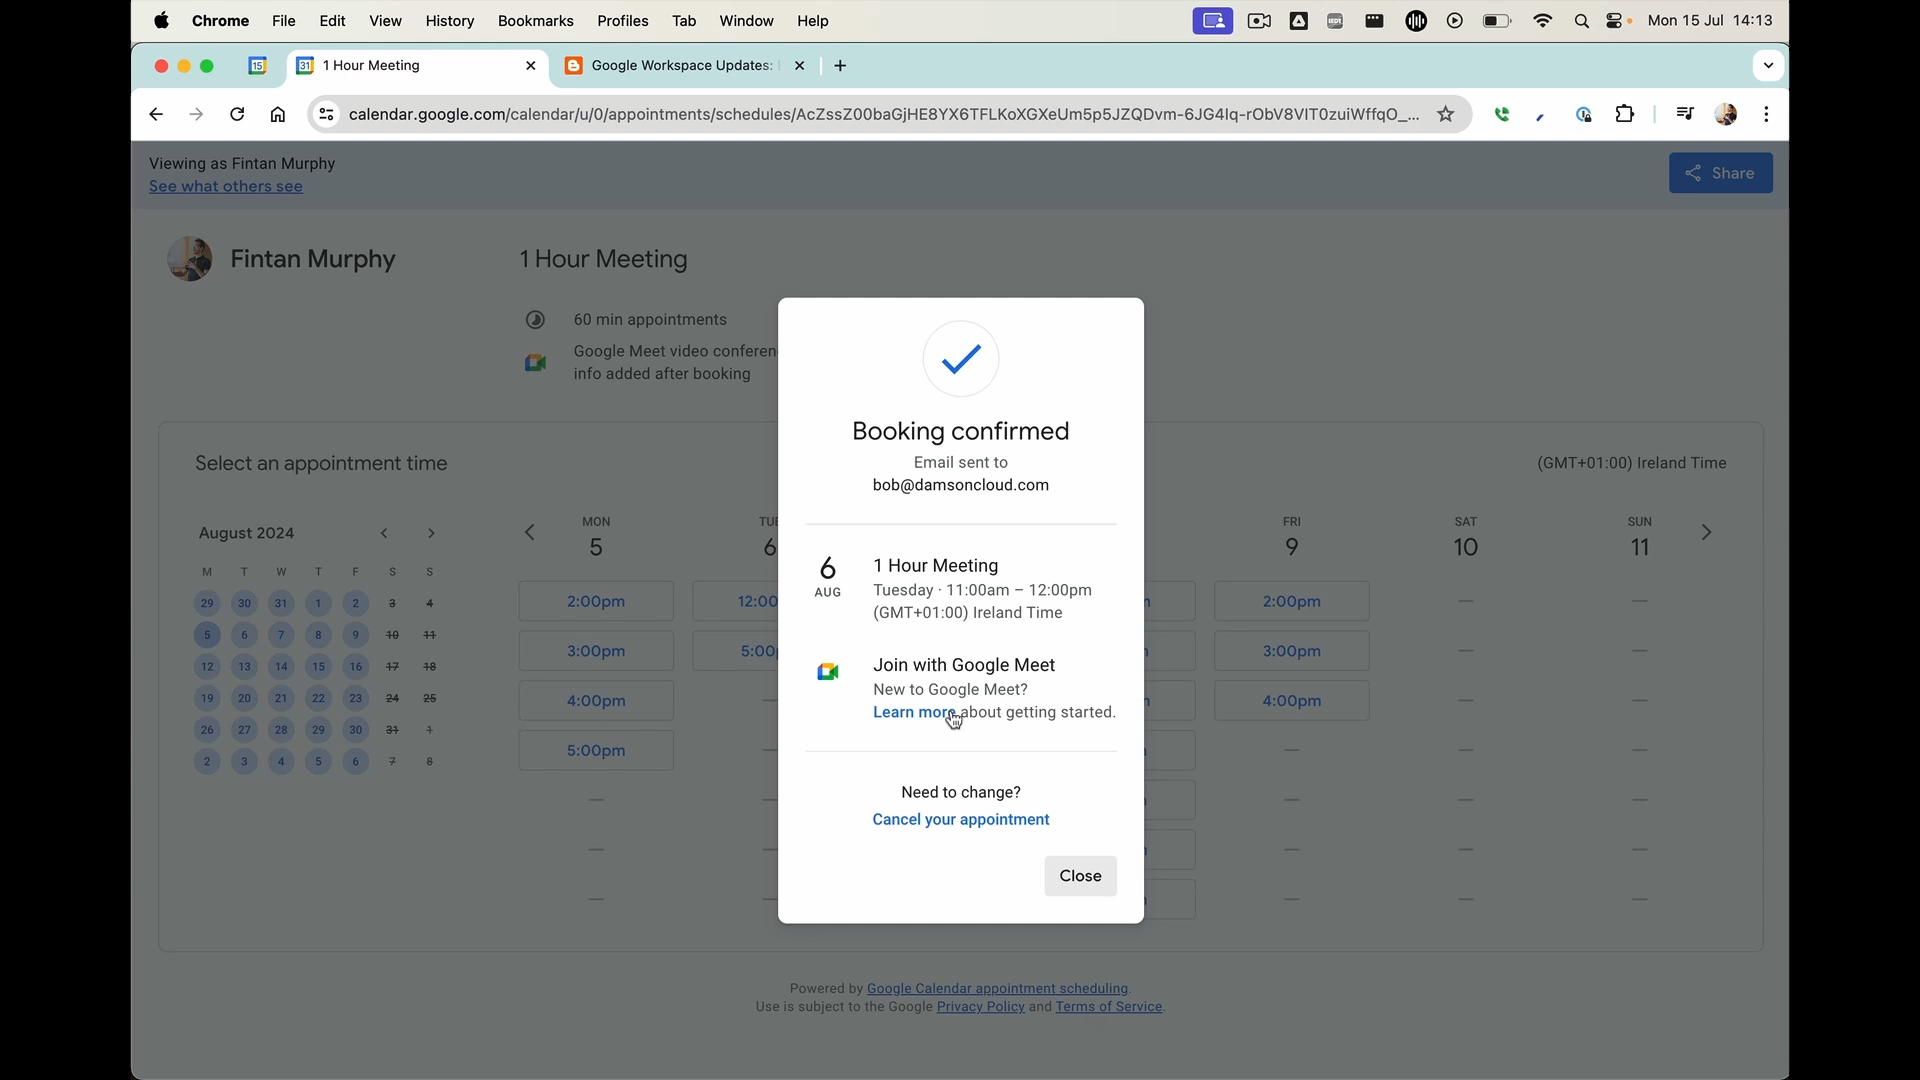 Chrome File Edit View History Bookmarks Profiles Tab Window Help Mon 15 Jul 14:13
15 31 1 Hour Meeting Google Workspace Updates:
calendar.google.com/calendar/u/0/appointments/schedules/AcZssZ00baGjHE8YX6TFLKoXGXeUm5p5JZQDvm-6JG4Iq-rObV8VIT0zuiWffqO_...
Viewing as Fintan Murphy
See what others see
Share
Fintan Murphy
1 Hour Meeting
60 min appointments
Google Meet video conferen
info added after booking
Select an appointment time
(GMT+01:00) Ireland Time
August 2024
M T W T F S S
29 30 31 1 2 3 4
5 6 7 8 9 10 11
12 13 14 15 16 17 18
19 20 21 22 23 24 25
26 27 28 29 30 31 1
2 3 4 5 6 7 8
MON TUE FRI SAT SUN
5 6 9 10 11
2:00pm 12:00 2:00pm
3:00pm 5:00p 3:00pm
4:00pm 4:00pm
5:00pm
Booking confirmed
Email sent to
bob@damsoncloud.com
6
AUG
1 Hour Meeting
Tuesday · 11:00am – 12:00pm
(GMT+01:00) Ireland Time
Join with Google Meet
New to Google Meet?
Learn more about getting started.
Need to change?
Cancel your appointment
Close
Powered by Google Calendar appointment scheduling.
Use is subject to the Google Privacy Policy and Terms of Service.